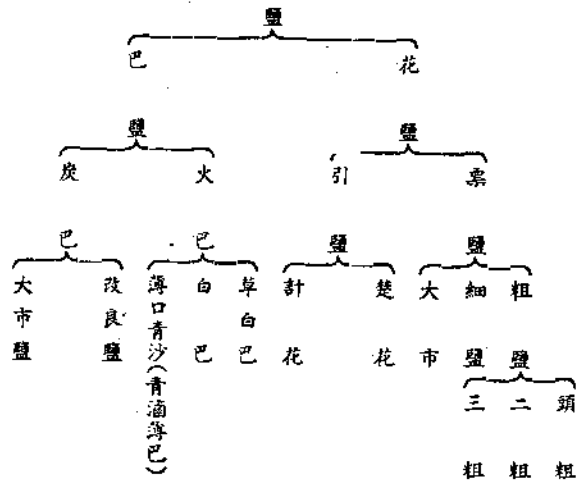 鹽
花
巴
鹽
票
引
鹽
火
炭
鹽
粗鹽
細鹽
大市
頭粗
二粗
三粗
鹽
楚花
計花
巴
草白巴
白巴
薄口青沙(青滷薄巴)
巴
改良鹽
大市鹽